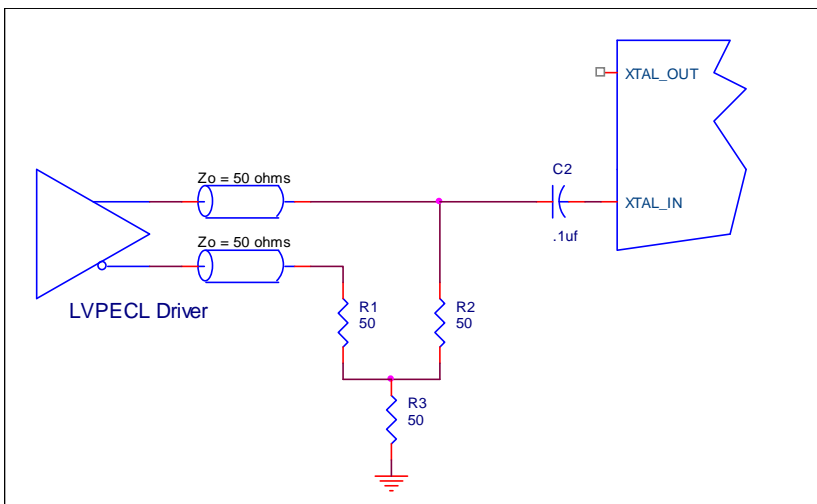 XTAL_OUT
C2
Zo = 50 ohms
XTAL_IN
.1uf
Zo = 50 ohms
LVPECL Driver
R1
50
R2
50
R3
50